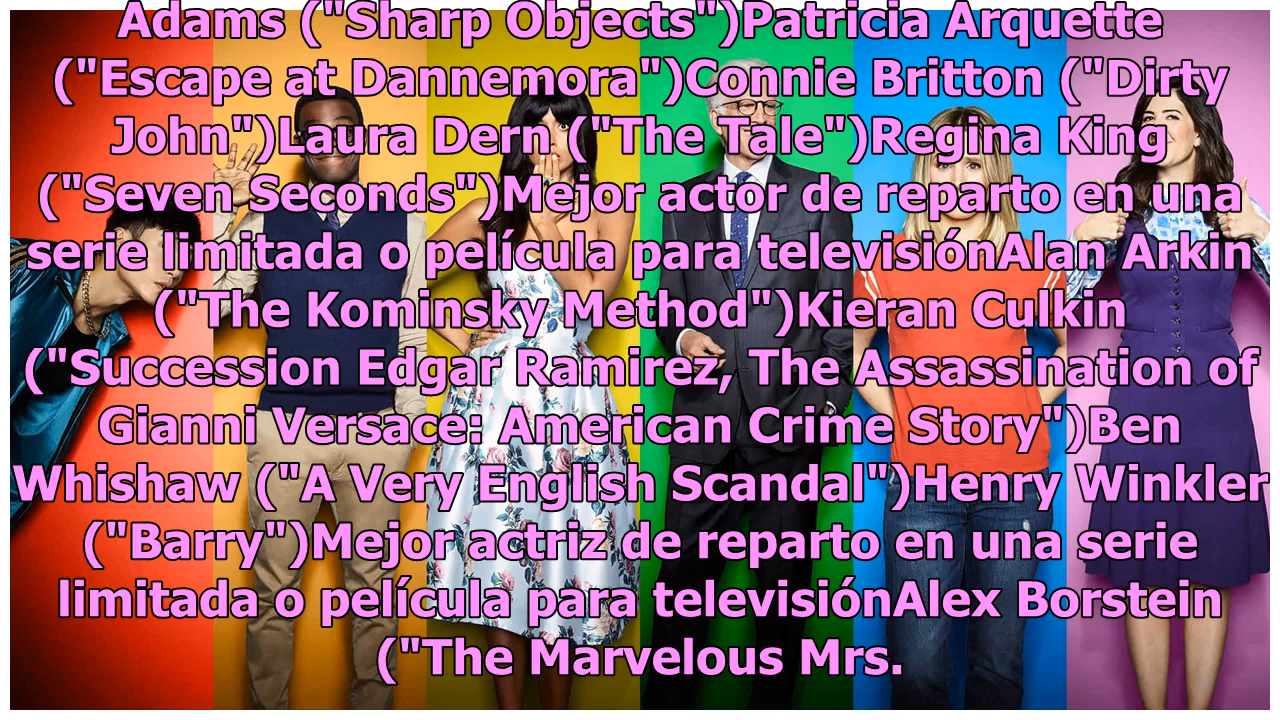 Adams ("Sharp Objects")Patricia Arquette
("Escape at Dannemora")Connie Britton ("Dirty
John")Laura Dern ("The Tale")Regina King
("Seven Seconds")Mejor actor de reparto en una
serie limitada o película para televisiónAlan Arkin
("The Kominsky Method")Kieran Culkin
("Succession Edgar Ramirez, The Assassination of
Gianni Versace: American Crime Story")Ben
Whishaw ("A Very English Scandal")Henry Winkler
("Barry")Mejor actriz de reparto en una serie
limitada o película para televisiónAlex Borstein
("The Marvelous Mrs.